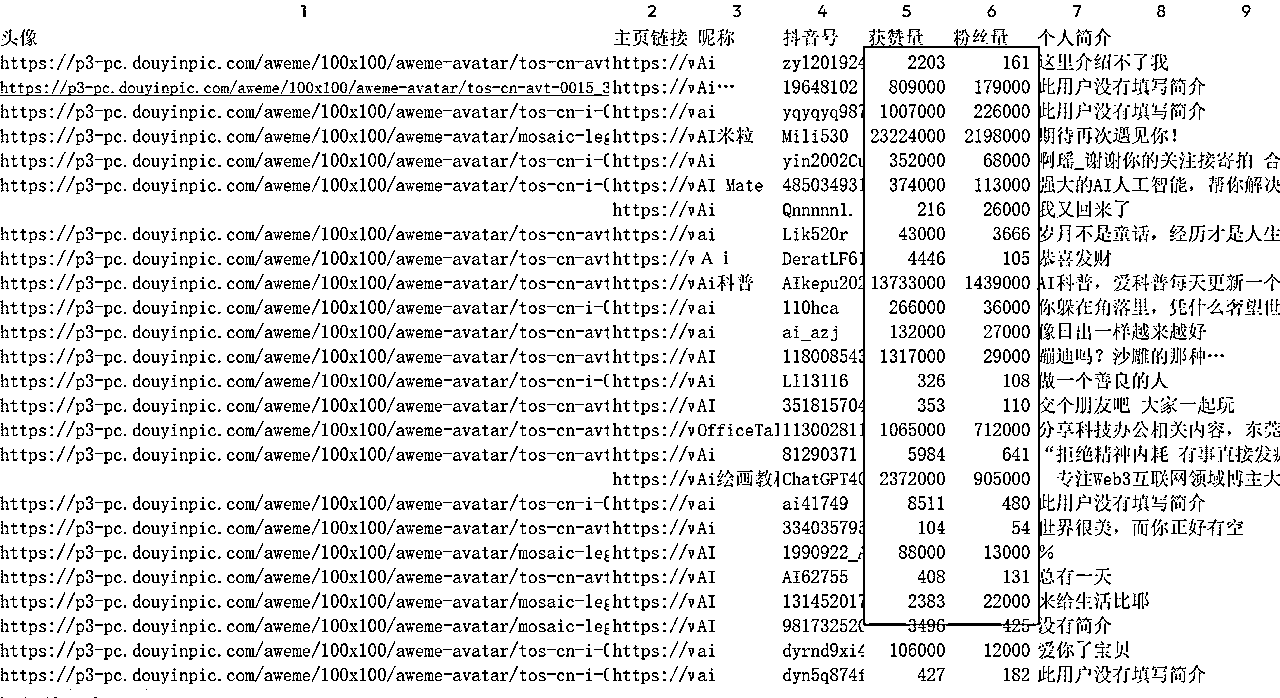 1 2 3 4 5 6 7 8 9
头像 主页链接 昵称 抖音号 获赞量 粉丝量 个人简介
https://p3-pc.douyinpic.com/aweme/100x100/aweme-avatar/tos-cn-avt https://w Ai zy1201924 2203 161 这里介绍不了我
https://p3-pc.douyinpic.com/aweme/100x100/aweme-avatar/tos-cn-avt-0015_3 https://w Ai… 19648102 809000 179000 此用户没有填写简介
https://p3-pc.douyinpic.com/aweme/100x100/aweme-avatar/tos-cn-i-0 https://w ai yqyqyq987 1007000 226000 此用户没有填写简介
https://p3-pc.douyinpic.com/aweme/100x100/aweme-avatar/mosaic-leg https://w AI米粒 Mili530 23224000 2198000 期待再次遇见你!
https://p3-pc.douyinpic.com/aweme/100x100/aweme-avatar/tos-cn-i-0 https://w Ai yin2002Cu 352000 68000 阿瑶_谢谢你的关注接寄拍 合
https://p3-pc.douyinpic.com/aweme/100x100/aweme-avatar/tos-cn-i-0 https://w AI Mate 485034931 374000 113000 强大的AI人工智能，帮你解决
https://w Ai Qnnnnn1. 216 26000 我又回来了
https://p3-pc.douyinpic.com/aweme/100x100/aweme-avatar/tos-cn-avt https://w ai Lik520r 43000 3666 岁月不是童话，经历才是人生
https://p3-pc.douyinpic.com/aweme/100x100/aweme-avatar/tos-cn-avt https://w Ａｉ DeratLF61 4446 105 恭喜发财
https://p3-pc.douyinpic.com/aweme/100x100/aweme-avatar/tos-cn-avt https://w Ai科普 AIkepu202 13733000 1439000 AI科普，爱科普每天更新一个
https://p3-pc.douyinpic.com/aweme/100x100/aweme-avatar/tos-cn-i-0 https://w ai 110hca 266000 36000 你躲在角落里，凭什么奢望世
https://p3-pc.douyinpic.com/aweme/100x100/aweme-avatar/tos-cn-avt https://w ai ai_azj 132000 27000 像日出一样越来越好
https://p3-pc.douyinpic.com/aweme/100x100/aweme-avatar/tos-cn-i-0 https://w AI 118008543 1317000 29000 蹦迪吗？沙雕的那种…
https://p3-pc.douyinpic.com/aweme/100x100/aweme-avatar/tos-cn-i-0 https://w Ai L113116 326 108 做一个善良的人
https://p3-pc.douyinpic.com/aweme/100x100/aweme-avatar/tos-cn-avt https://w AI 351815704 353 110 交个朋友吧 大家一起玩
https://p3-pc.douyinpic.com/aweme/100x100/aweme-avatar/tos-cn-avt https://w OfficeTal 113002811 1065000 712000 分享科技办公相关内容，东莞
https://p3-pc.douyinpic.com/aweme/100x100/aweme-avatar/tos-cn-avt https://w Ai 81290371 5984 641 “拒绝精神内耗 有事直接发疯
https://w Ai绘画教程 ChatGPT40 2372000 905000 专注Web3互联网领域博主大
https://p3-pc.douyinpic.com/aweme/100x100/aweme-avatar/tos-cn-i-0 https://w ai ai41749 8511 480 此用户没有填写简介
https://p3-pc.douyinpic.com/aweme/100x100/aweme-avatar/tos-cn-avt https://w Ai 334035793 104 54 世界很美，而你正好有空
https://p3-pc.douyinpic.com/aweme/100x100/aweme-avatar/mosaic-leg https://w AI 1990922_A 88000 13000 %
https://p3-pc.douyinpic.com/aweme/100x100/aweme-avatar/tos-cn-avt https://w AI AI62755 408 131 总有一天
https://p3-pc.douyinpic.com/aweme/100x100/aweme-avatar/mosaic-leg https://w AI 131452017 2383 22000 来给生活比耶
https://p3-pc.douyinpic.com/aweme/100x100/aweme-avatar/mosaic-leg https://w AI 981732520 3496 425 没有简介
https://p3-pc.douyinpic.com/aweme/100x100/aweme-avatar/tos-cn-avt https://w Ai dyrnd9xi4 106000 12000 爱你了宝贝
https://p3-pc.douyinpic.com/aweme/100x100/aweme-avatar/tos-cn-i-0 https://w ai dyn5q874f 427 182 此用户没有填写简介